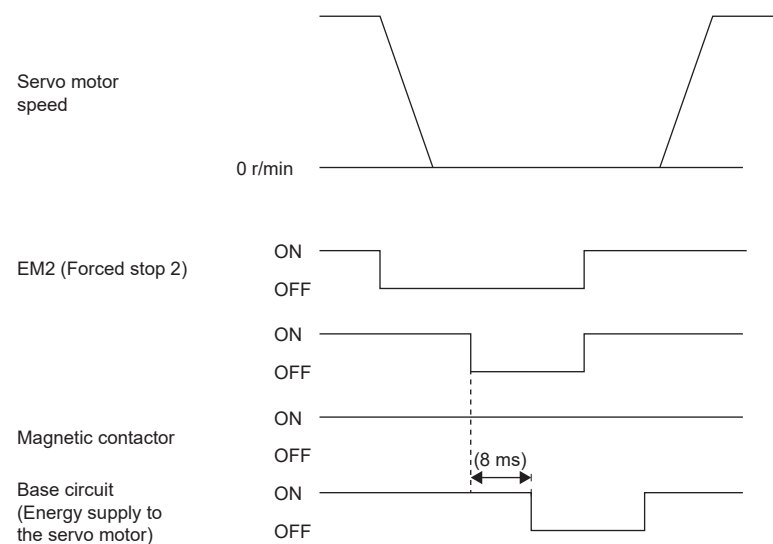 Servo motor
speed
0 r/min
EM2 (Forced stop 2)
ON
OFF
ON
OFF
Magnetic contactor
ON
OFF
(8 ms)
Base circuit
(Energy supply to
the servo motor)
ON
OFF